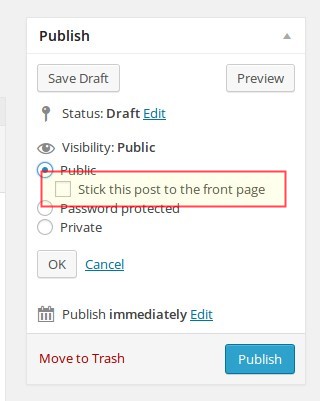 Publish
Save Draft Preview
Status: Draft Edit
Visibility: Public
Public
Stick this post to the front page
Password protected
Private
OK Cancel
Publish immediately Edit
Move to Trash Publish